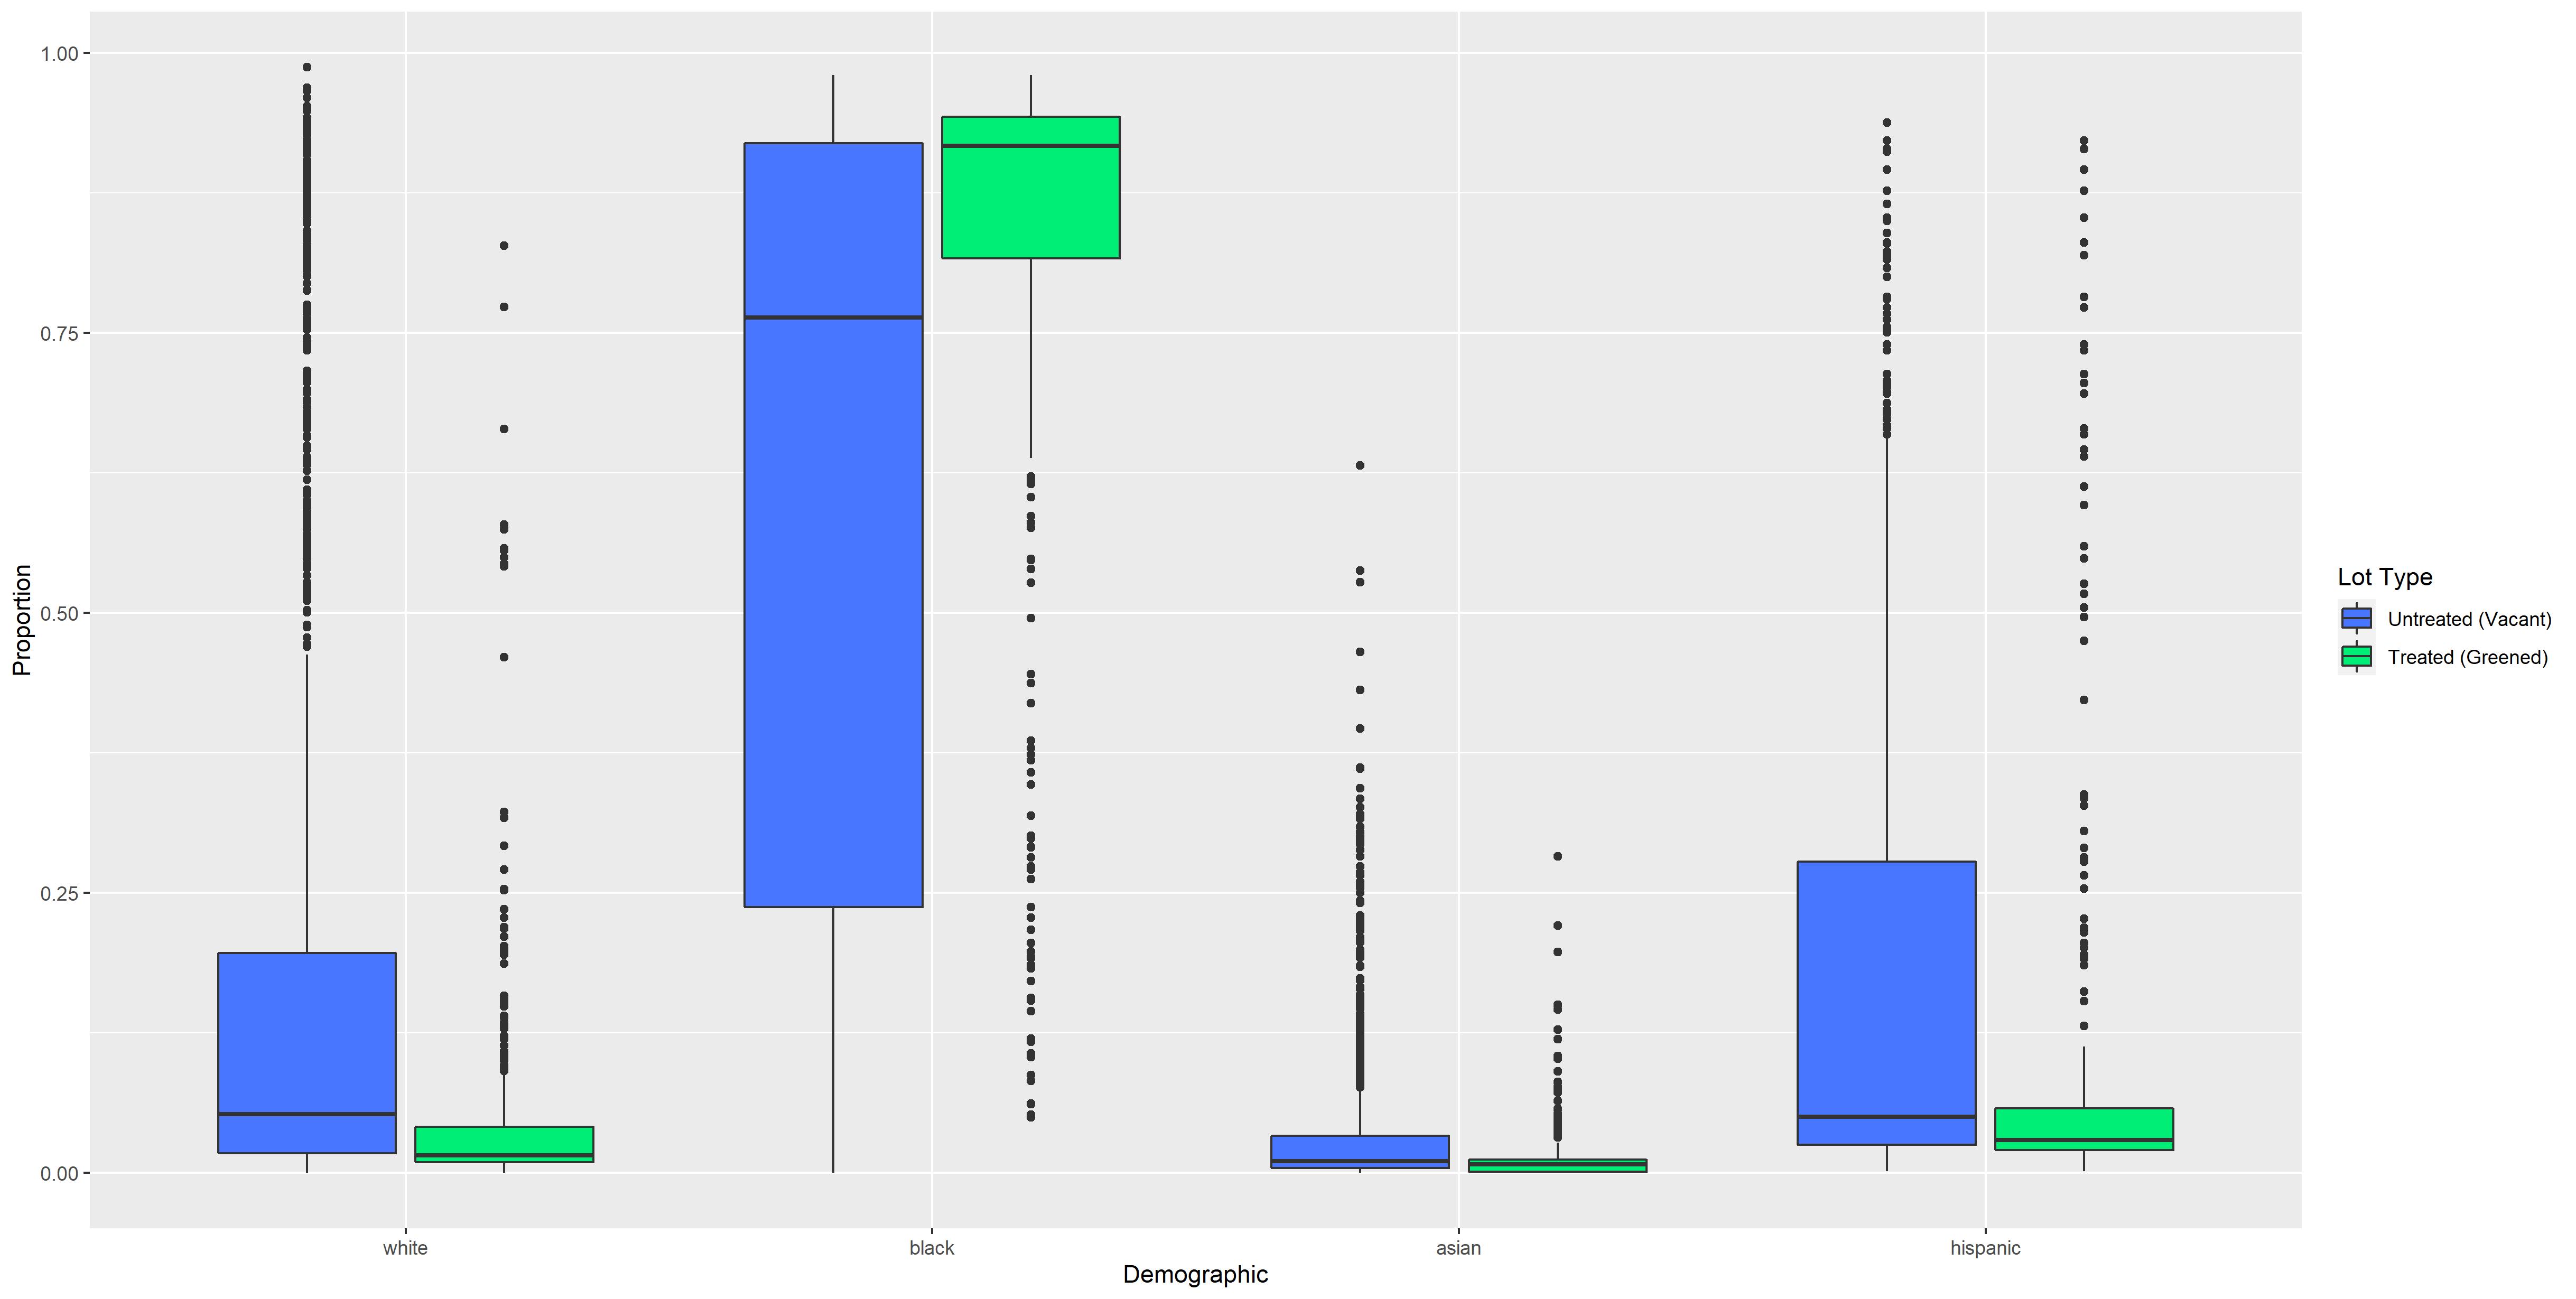 1.00
0.75
0.50
0.25
0.00
Proportion
white
black
asian
hispanic
Demographic
Lot Type
Untreated (Vacant)
Treated (Greened)